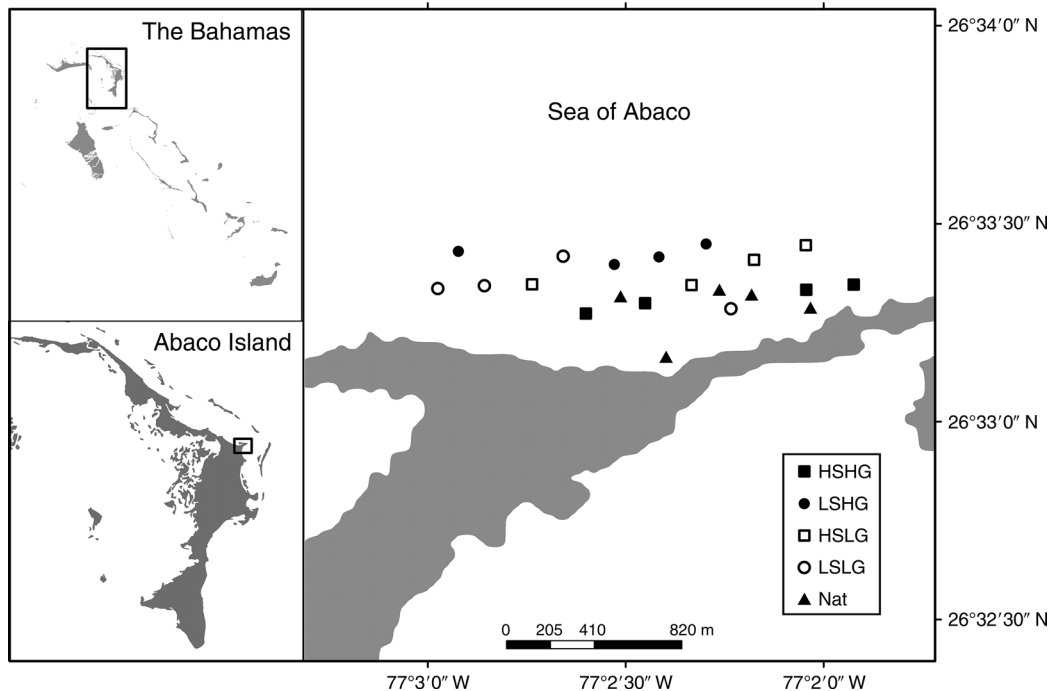 The Bahamas
Abaco Island
Sea of Abaco
26°34′0″ N
26°33′30″ N
26°33′0″ N
26°32′30″ N
HSHG
LSHG
HSLG
LSLG
Nat
0 205 410 820 m
77°3′0″ W 77°2′30″ W 77°2′0″ W